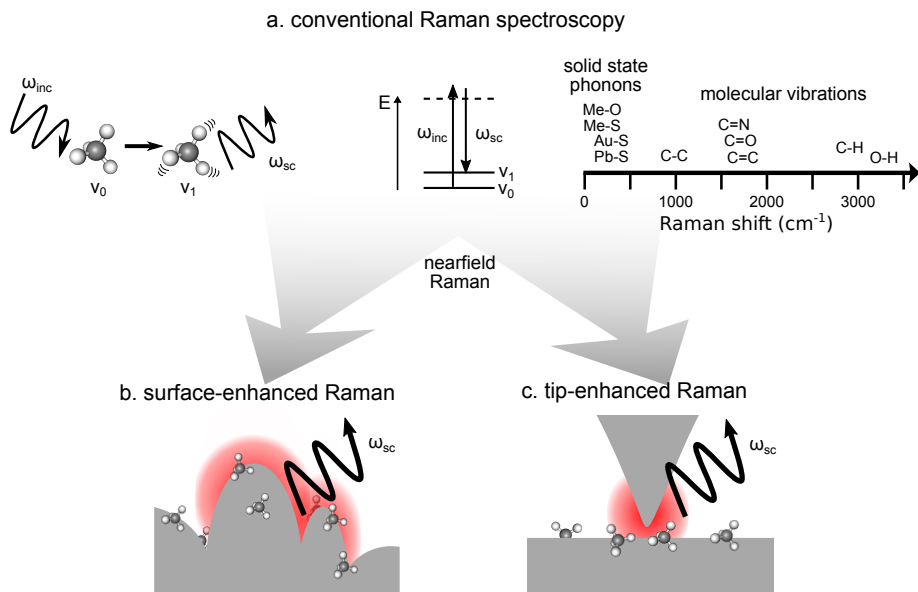 a. conventional Raman spectroscopy
ω_inc
v_0
v_1
ω_sc
E
ω_inc
ω_sc
v_1
v_0
solid state
phonons
molecular vibrations
Me-O
Me-S
Au-S
Pb-S
C-C
C=N
C=O
C=C
C-H
O-H
0
1000
2000
3000
Raman shift (cm⁻¹)
nearfield
Raman
b. surface-enhanced Raman
ω_sc
c. tip-enhanced Raman
ω_sc